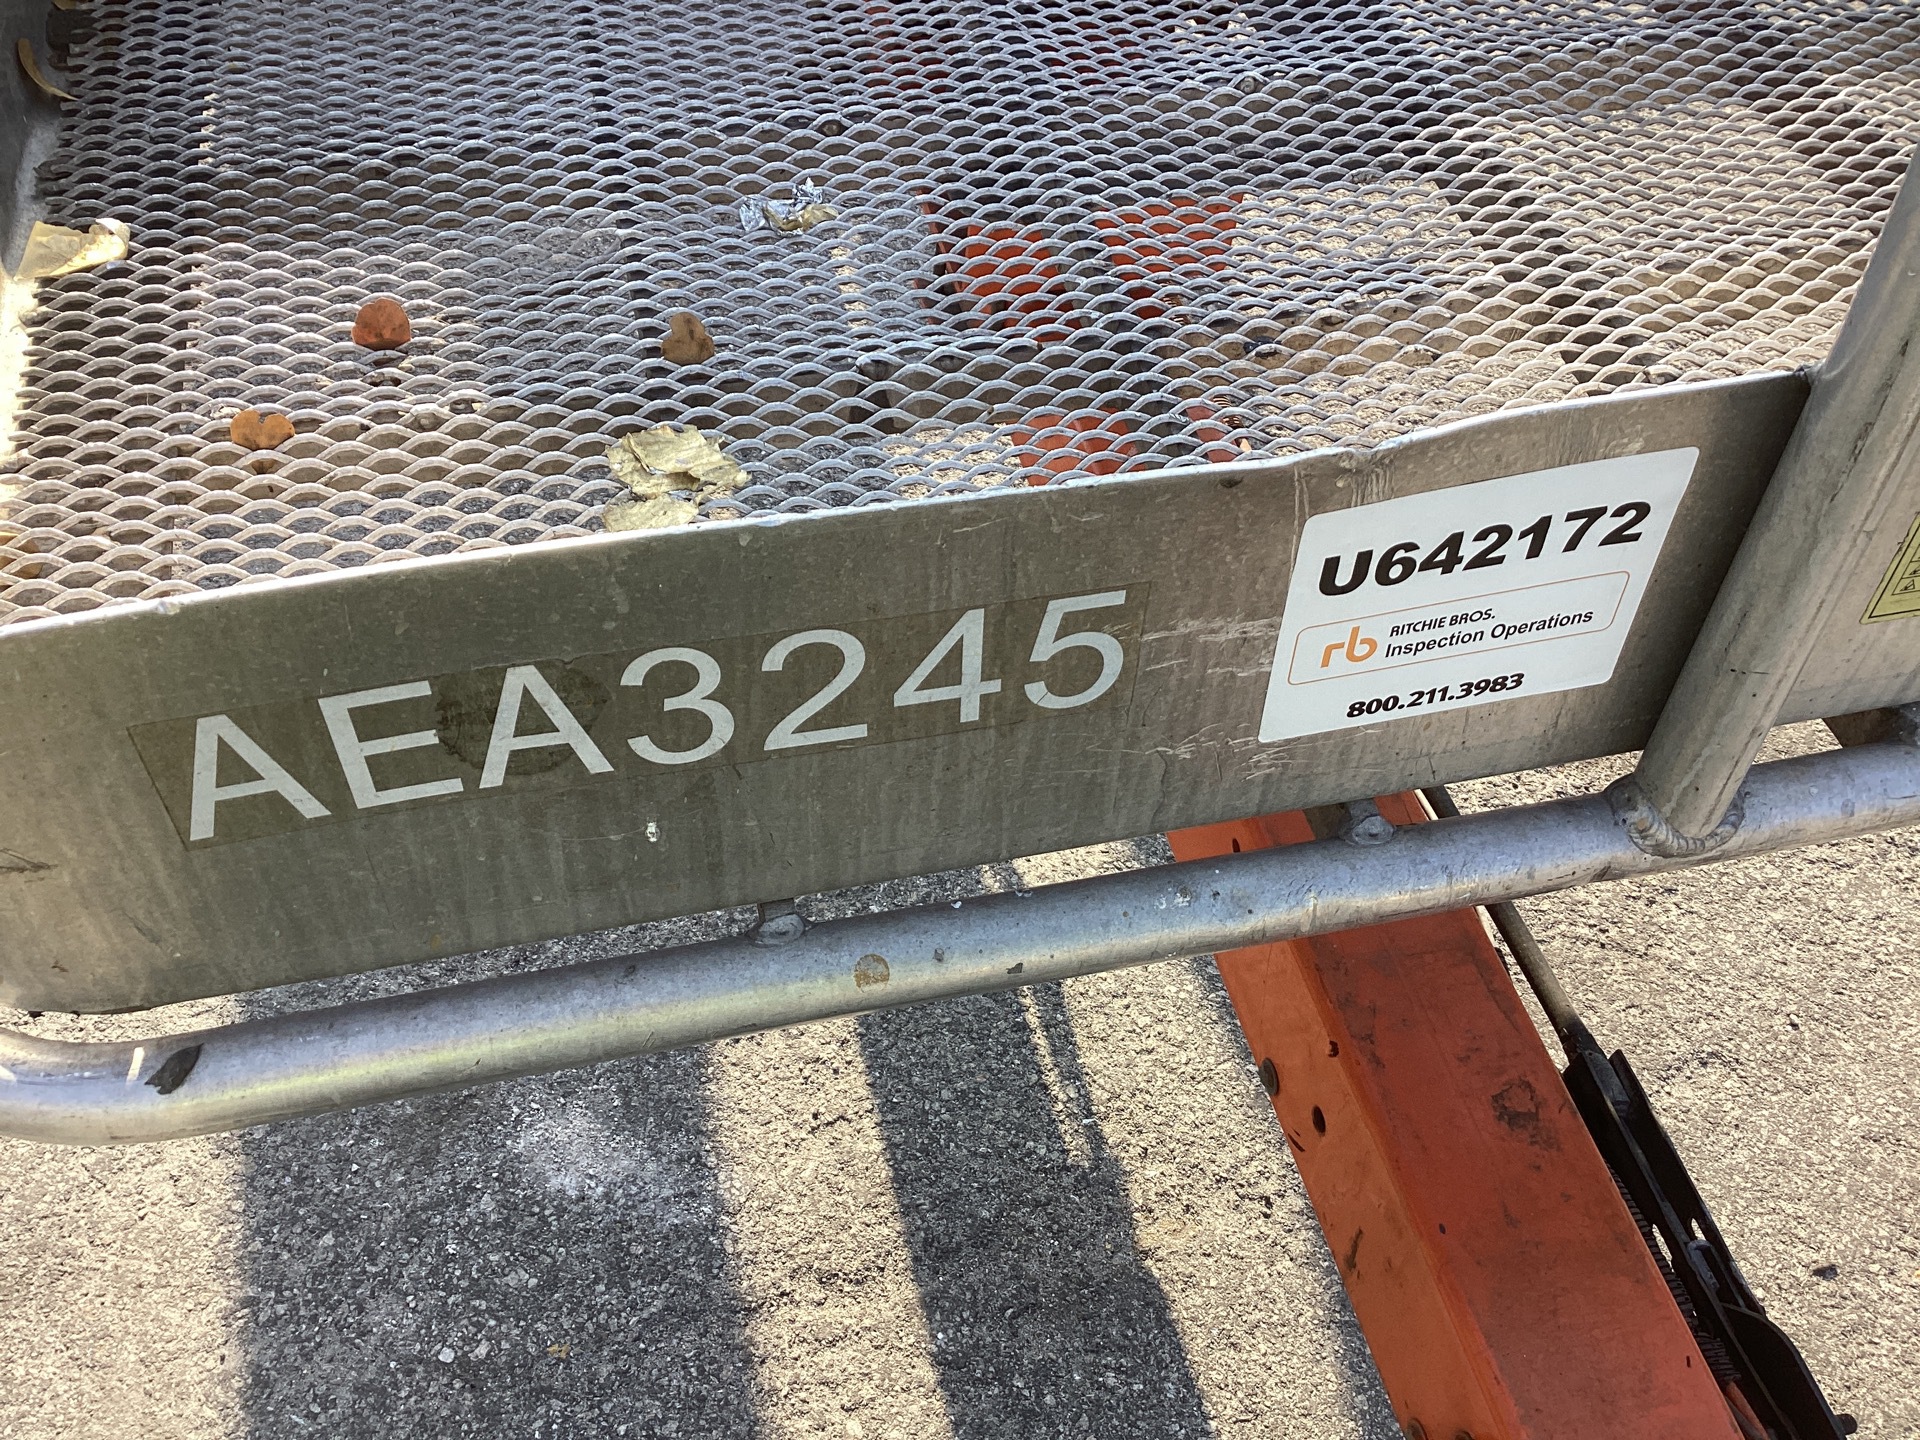 AEA3245
U642172
rb RITCHIE BROS.
Inspection Operations
800.211.3983